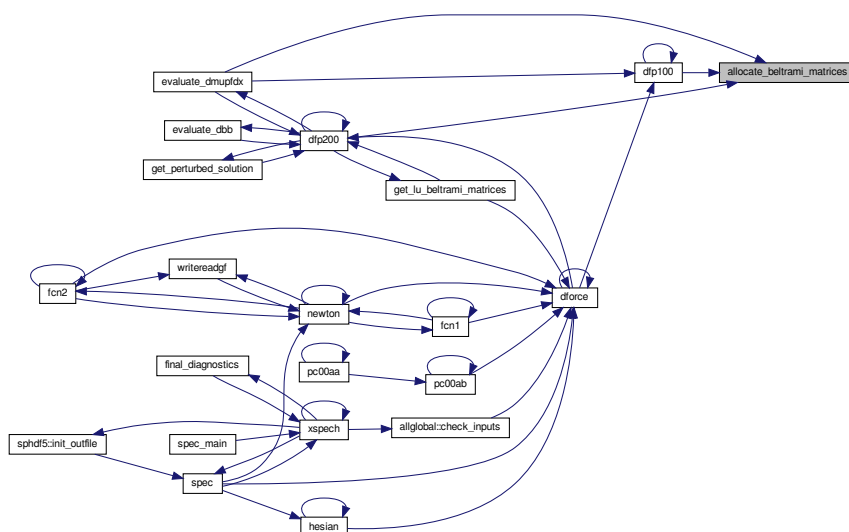 evaluate_dmupfdx
dfp100
allocate_beltrami_matrices
evaluate_dbb
dfp200
get_perturbed_solution
get_lu_beltrami_matrices
writereadgf
fcn2
dforce
newton
fcn1
final_diagnostics
pc00aa
pc00ab
xspech
allglobal::check_inputs
sphdf5::init_outfile
spec_main
spec
hesian